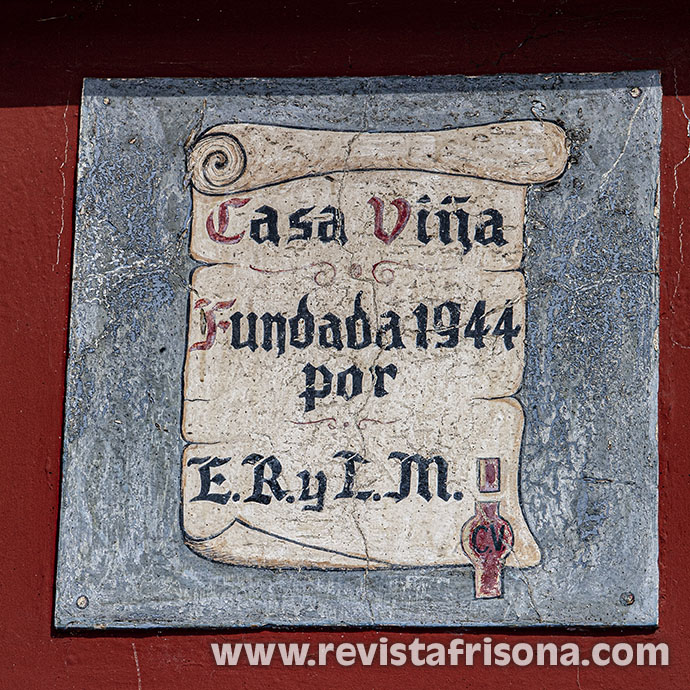 Casa Viña
Fundada 1944
por
E.R. y L.M.
CV
www.revistafrisona.com